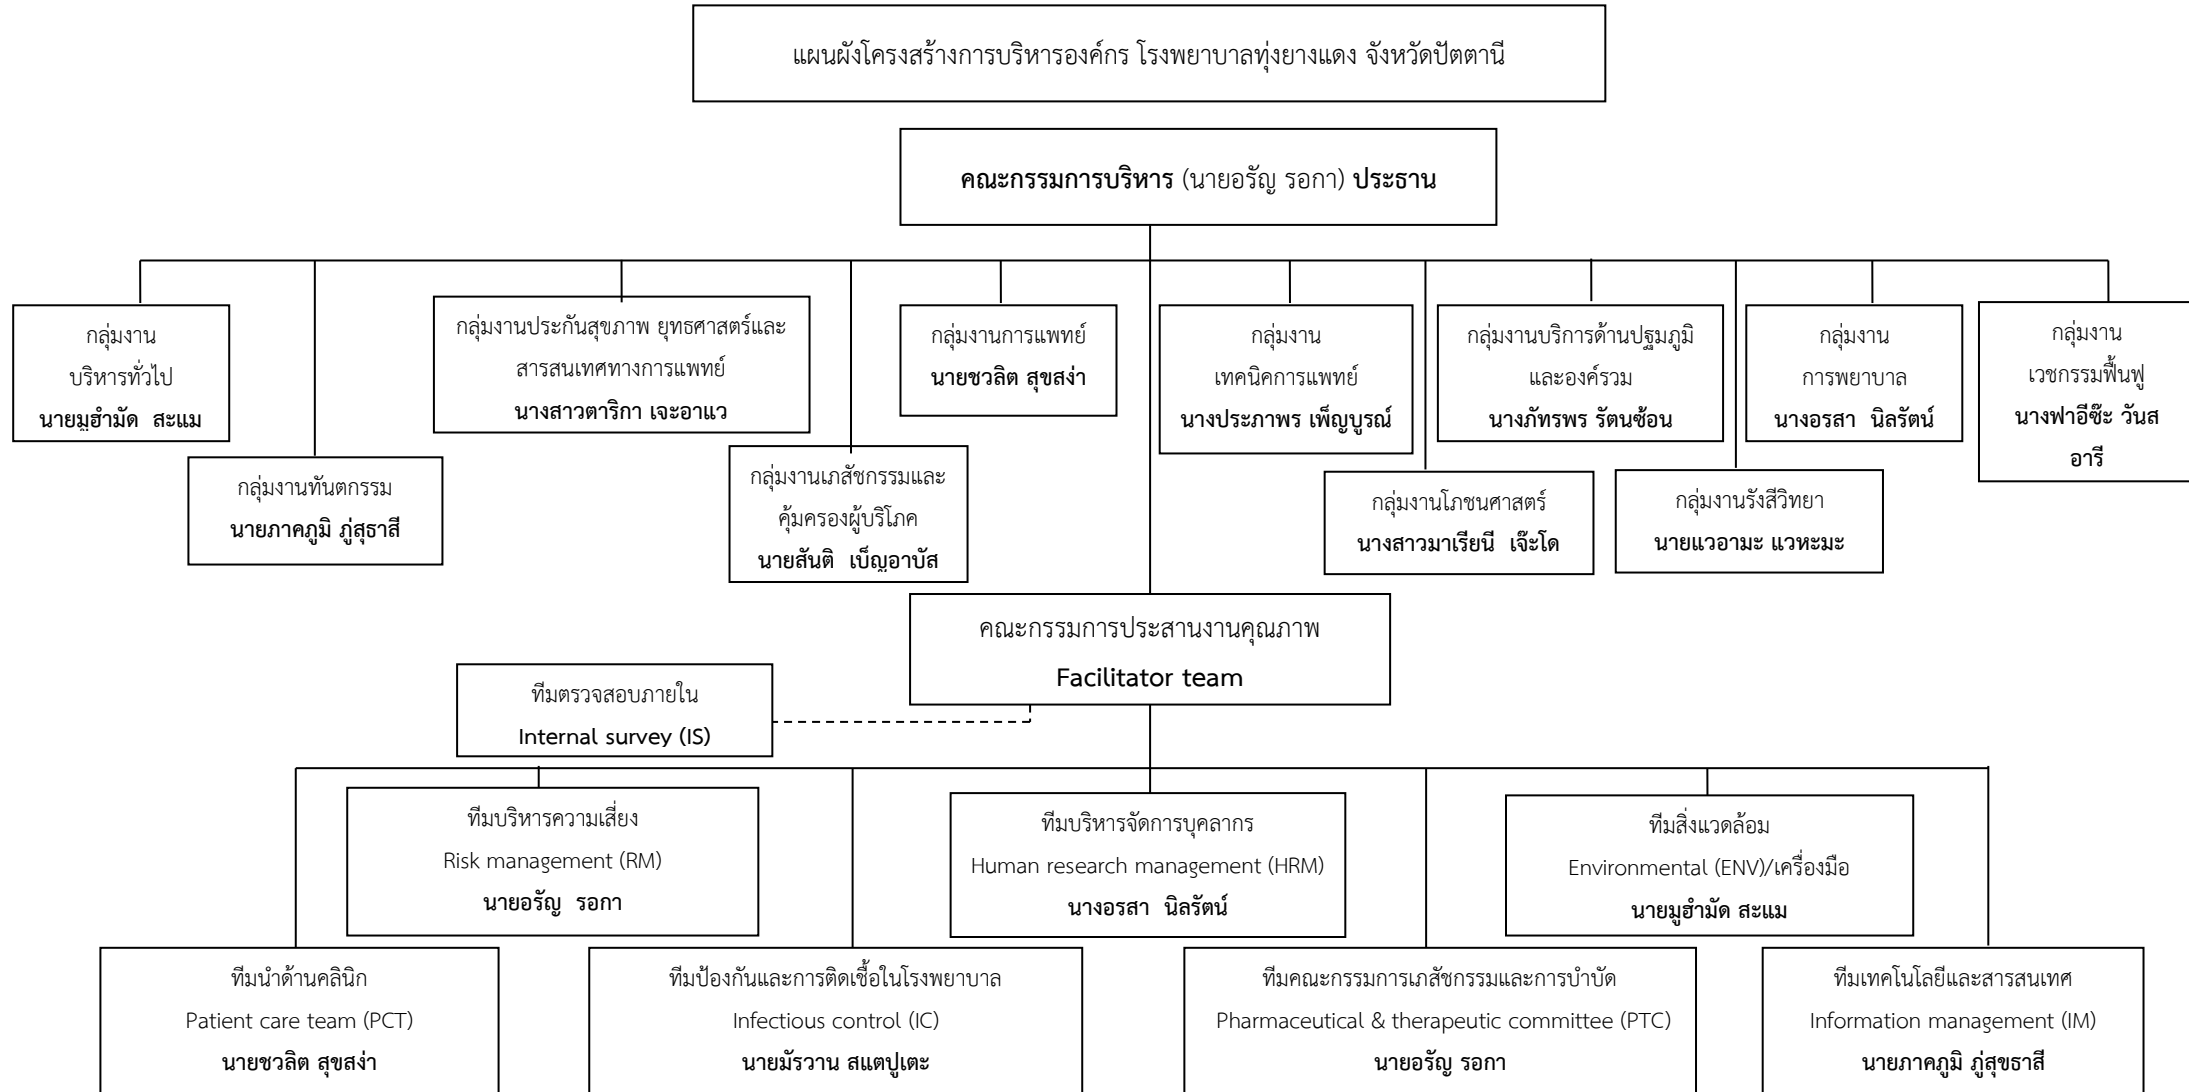 แผนผังโครงสร้างการบริหารองค์กร โรงพยาบาลทุ่งยางแดง จังหวัดปัตตานี
คณะกรรมการบริหาร (นายอรัญ รอกา) ประธาน
กลุ่มงาน
บริหารทั่วไป
นายมูฮำมัด สะแม
กลุ่มงานประกันสุขภาพ ยุทธศาสตร์และ
สารสนเทศทางการแพทย์
นางสาวตาริกา เจะอาแว
กลุ่มงานการแพทย์
นายชวลิต สุขสง่า
กลุ่มงาน
เทคนิคการแพทย์
นางประภาพร เพ็ญบูรณ์
กลุ่มงานบริการด้านปฐมภูมิ
และองค์รวม
นางภัทรพร รัตนซ้อน
กลุ่มงาน
การพยาบาล
นางอรสา นิลรัตน์
กลุ่มงาน
เวชกรรมฟื้นฟู
นางฟาอีซ๊ะ วันส
อารี
กลุ่มงานทันตกรรม
นายภาคภูมิ ภู่สุธาสี
กลุ่มงานเภสัชกรรมและ
คุ้มครองผู้บริโภค
นายสันติ เบ็ญอาบัส
กลุ่มงานโภชนศาสตร์
นางสาวมาเรียนี เจ๊ะโด
กลุ่มงานรังสีวิทยา
นายแวอามะ แวหะมะ
คณะกรรมการประสานงานคุณภาพ
Facilitator team
ทีมตรวจสอบภายใน
Internal survey (IS)
ทีมบริหารความเสี่ยง
Risk management (RM)
นายอรัญ รอกา
ทีมบริหารจัดการบุคลากร
Human research management (HRM)
นางอรสา นิลรัตน์
ทีมสิ่งแวดล้อม
Environmental (ENV)/เครื่องมือ
นายมูฮำมัด สะแม
ทีมนำด้านคลินิก
Patient care team (PCT)
นายชวลิต สุขสง่า
ทีมป้องกันและการติดเชื้อในโรงพยาบาล
Infectious control (IC)
นายมัรวาน สแตปูเตะ
ทีมคณะกรรมการเภสัชกรรมและการบำบัด
Pharmaceutical & therapeutic committee (PTC)
นายอรัญ รอกา
ทีมเทคโนโลยีและสารสนเทศ
Information management (IM)
นายภาคภูมิ ภู่สุขธาสี